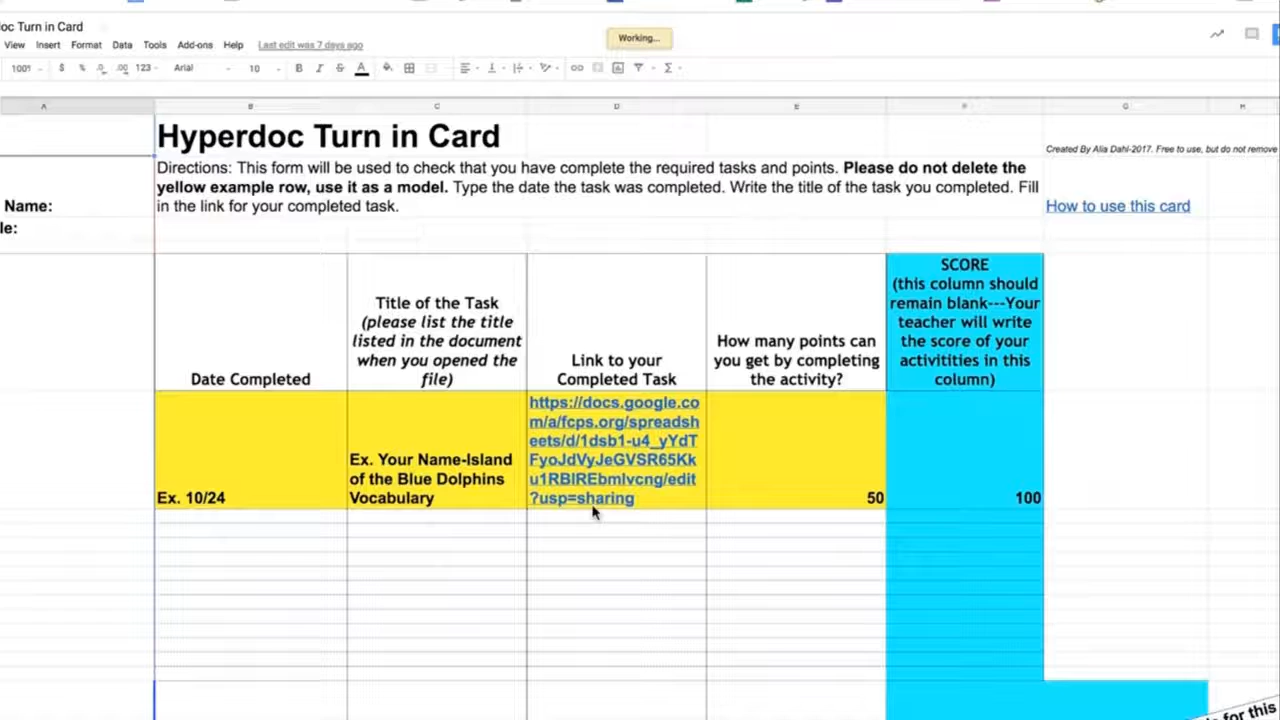 oc Turn in Card
View Insert Format Data Tools Add-ons Help Last edit was 7 days ago
Working...
$ % .0 .00 123 Arial 10 B I S A
A B C D E F G H
Hyperdoc Turn in Card
Created By Alia Dahl-2017. Free to use, but do not remove
Directions: This form will be used to check that you have complete the required tasks and points. Please do not delete the
yellow example row, use it as a model. Type the date the task was completed. Write the title of the task you completed. Fill
in the link for your completed task.
Name:
How to use this card
le:
Date Completed
Title of the Task
(please list the title
listed in the document
when you opened the
file)
Link to your
Completed Task
How many points can
you get by completing
the activity?
SCORE
(this column should
remain blank---Your
teacher will write
the score of your
activitities in this
column)
Ex. 10/24
Ex. Your Name-Island
of the Blue Dolphins
Vocabulary
https://docs.google.co
m/a/fcps.org/spreadsh
eets/d/1dsb1-u4_yYdT
FyoJdVyJeGVSR65Kk
u1RBIREbmIvcng/edit
?usp=sharing
50
100
for this